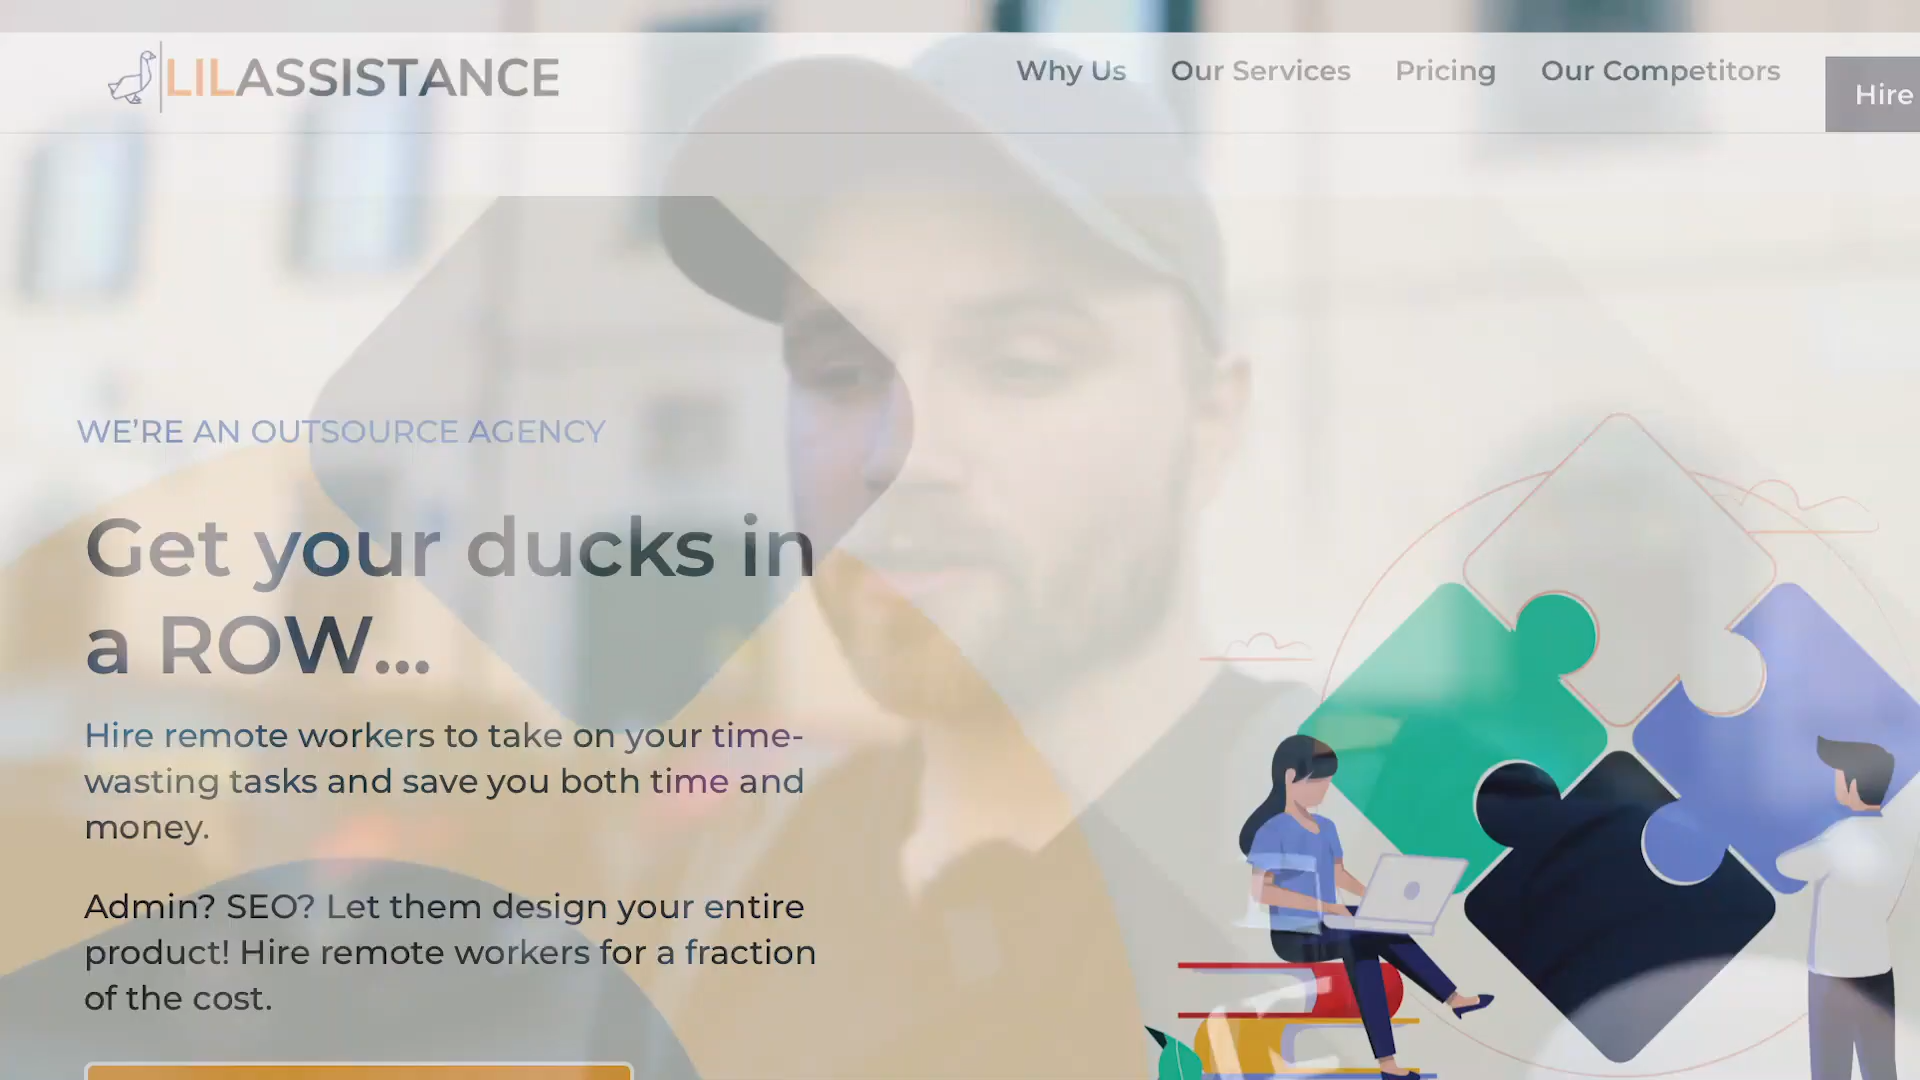 LILASSISTANCE
Why Us
Our Services
Pricing
Our Competitors
Hire
WE'RE AN OUTSOURCE AGENCY
Get your ducks in
a ROW...
Hire remote workers to take on your time-
wasting tasks and save you both time and
money.
Admin? SEO? Let them design your entire
product! Hire remote workers for a fraction
of the cost.